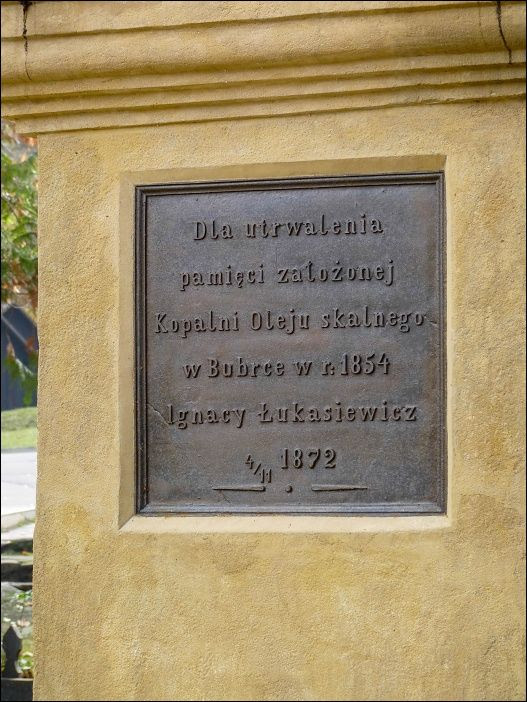 Dla utrwalenia
pamięci założonej
Kopalni Oleju skalnego
w Bubrce w r. 1854
Ignacy Łukasiewicz
4/11 1872